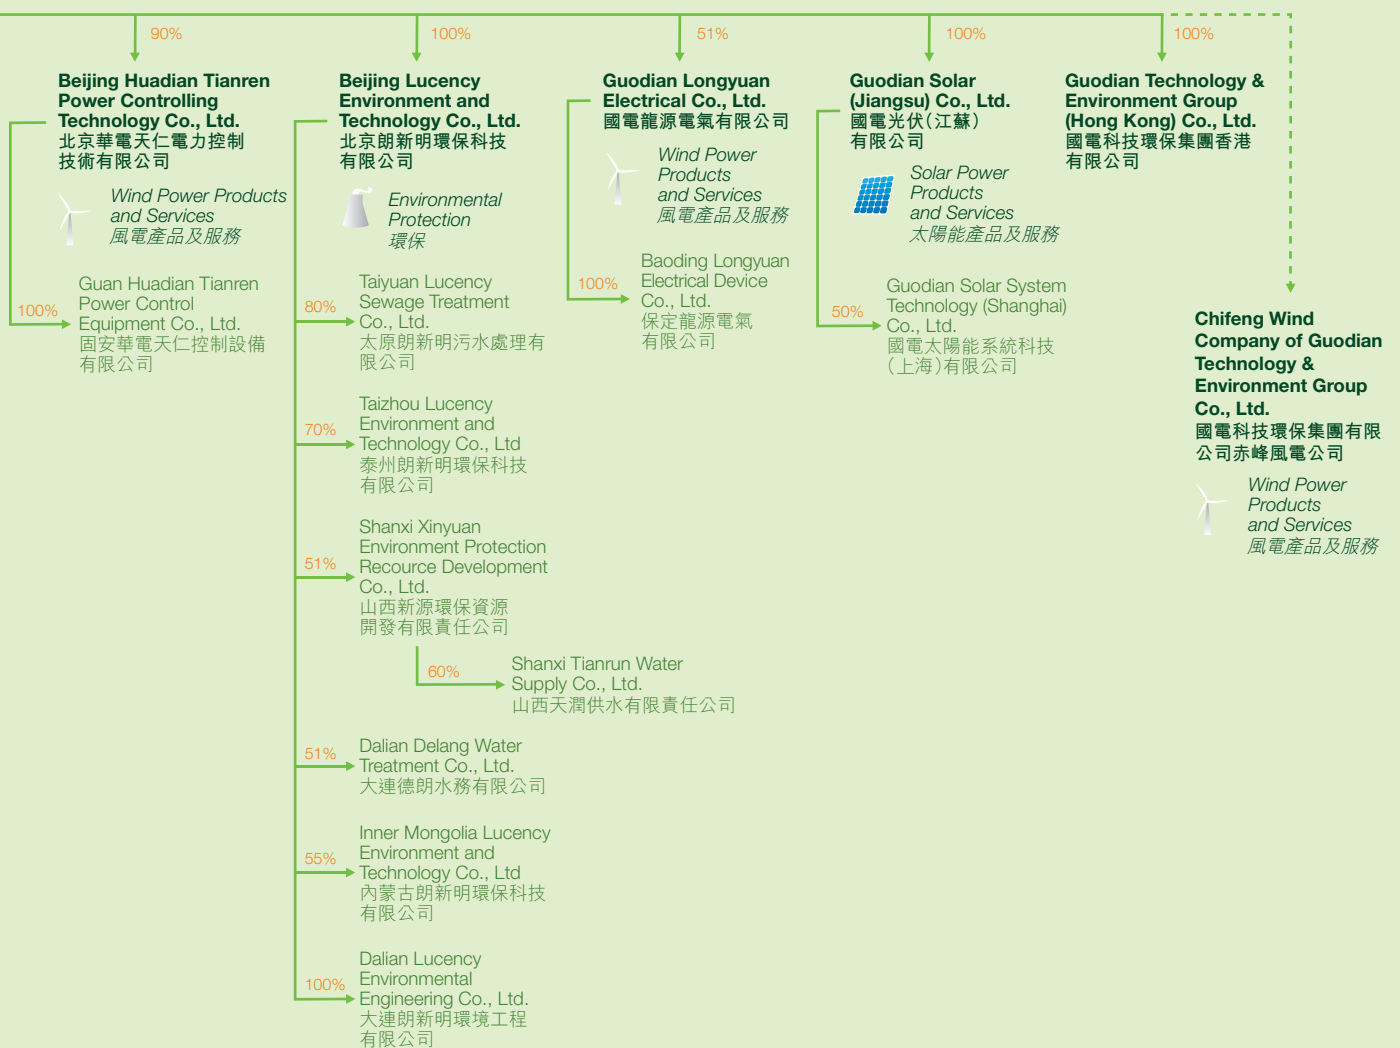 90%
Beijing Huadian Tianren
Power Controlling
Technology Co., Ltd.
北京華電天仁電力控制
技術有限公司
Wind Power Products
and Services
風電產品及服務
100%
Guan Huadian Tianren
Power Control
Equipment Co., Ltd.
固安華電天仁控制設備
有限公司
100%
Beijing Lucency
Environment and
Technology Co., Ltd.
北京朗新明環保科技
有限公司
Environmental
Protection
環保
80%
Taiyuan Lucency
Sewage Treatment
Co., Ltd.
太原朗新明污水處理有
限公司
70%
Taizhou Lucency
Environment and
Technology Co., Ltd
泰州朗新明環保科技
有限公司
51%
Shanxi Xinyuan
Environment Protection
Recource Development
Co., Ltd.
山西新源環保資源
開發有限責任公司
60%
Shanxi Tianrun Water
Supply Co., Ltd.
山西天潤供水有限責任公司
51%
Dalian Delang Water
Treatment Co., Ltd.
大連德朗水務有限公司
55%
Inner Mongolia Lucency
Environment and
Technology Co., Ltd
內蒙古朗新明環保科技
有限公司
100%
Dalian Lucency
Environmental
Engineering Co., Ltd.
大連朗新明環境工程
有限公司
51%
Guodian Longyuan
Electrical Co., Ltd.
國電龍源電氣有限公司
Wind Power
Products
and Services
風電產品及服務
100%
Baoding Longyuan
Electrical Device
Co., Ltd.
保定龍源電氣
有限公司
100%
Guodian Solar
(Jiangsu) Co., Ltd.
國電光伏（江蘇）
有限公司
Solar Power
Products
and Services
太陽能產品及服務
50%
Guodian Solar System
Technology (Shanghai)
Co., Ltd.
國電太陽能系統科技
（上海）有限公司
100%
Guodian Technology &
Environment Group
(Hong Kong) Co., Ltd.
國電科技環保集團香港
有限公司
Chifeng Wind
Company of Guodian
Technology &
Environment Group
Co., Ltd.
國電科技環保集團有限
公司赤峰風電公司
Wind Power
Products
and Services
風電產品及服務